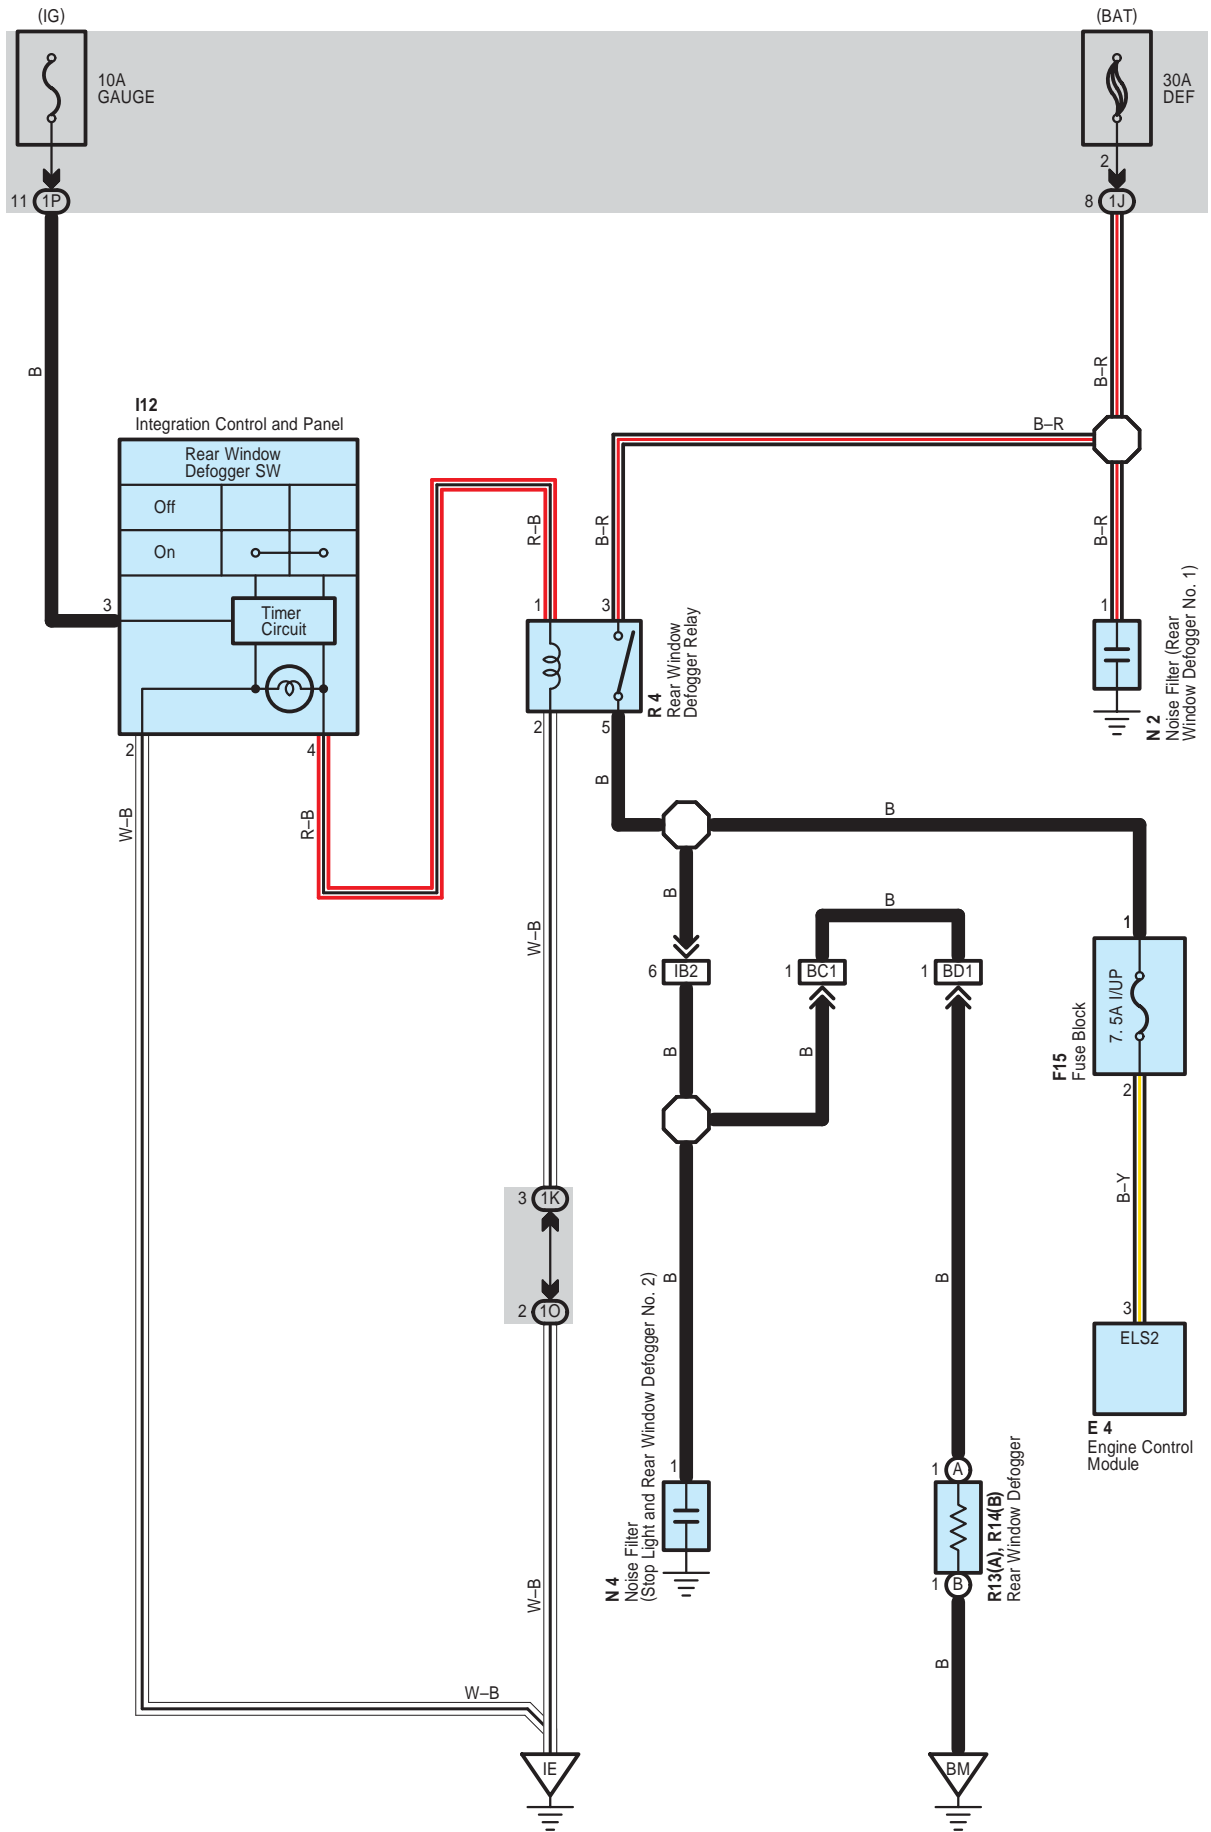 (IG)
(BAT)
10A
GAUGE
30A
DEF
2
11
1P
8
1J
B
B–R
I12
Integration Control and Panel
B–R
Rear Window
Defogger SW
Off
On
Timer
Circuit
3
2
4
R–B
B–R
B–R
1
3
2
5
R 4
Rear Window
Defogger Relay
1
N 2
Noise Filter (Rear
Window Defogger No. 1)
W–B
R–B
B
B
B
W–B
B
6
IB2
1
BC1
1
BD1
1
7. 5A I/UP
F15
Fuse Block
2
B
B
B–Y
3
1K
2
1O
B
B
3
ELS2
E 4
Engine Control
Module
1
N 4
Noise Filter
(Stop Light and Rear Window Defogger No. 2)
1
A
1
B
R13(A), R14(B)
Rear Window Defogger
W–B
B
W–B
IE
BM